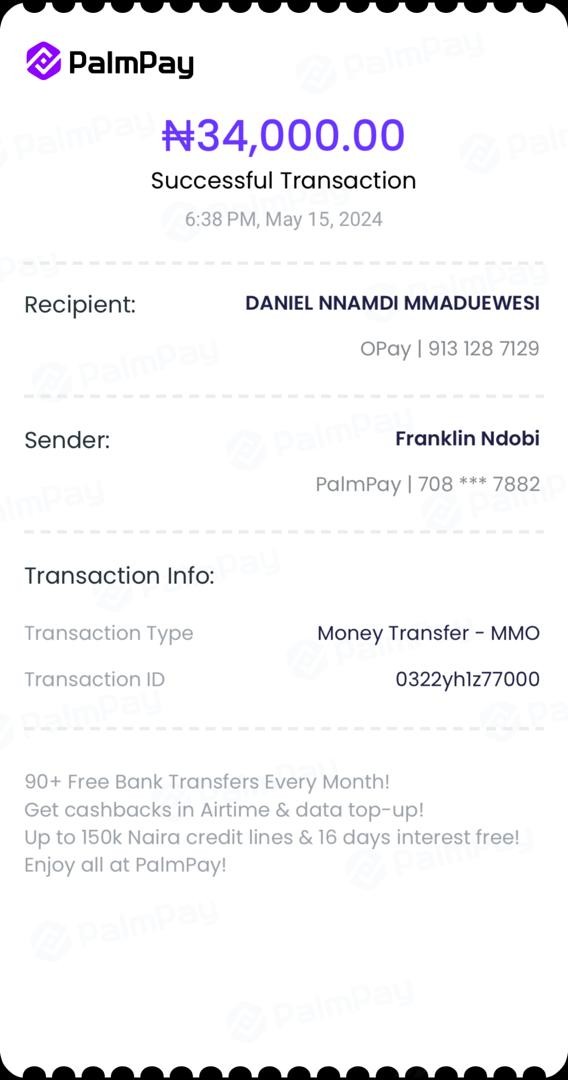 PalmPay
₦34,000.00
Successful Transaction
6:38 PM, May 15, 2024
Recipient: DANIEL NNAMDI MMADUEWESI
OPay | 913 128 7129
Sender: Franklin Ndobi
PalmPay | 708 *** 7882
Transaction Info:
Transaction Type Money Transfer - MMO
Transaction ID 0322yh1z77000
90+ Free Bank Transfers Every Month!
Get cashbacks in Airtime & data top-up!
Up to 150k Naira credit lines & 16 days interest free!
Enjoy all at PalmPay!